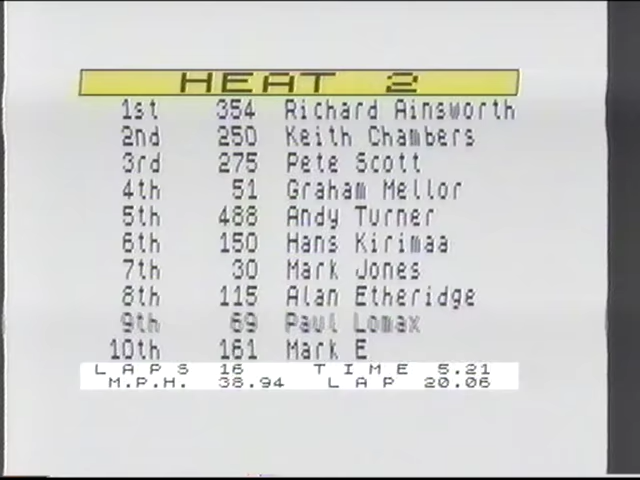 HEAT 2
1st 354 Richard Ainsworth
2nd 250 Keith Chambers
3rd 275 Pete Scott
4th 51 Graham Mellor
5th 488 Andy Turner
6th 150 Hans Kirimaa
7th 30 Mark Jones
8th 115 Alan Etheridge
9th 69 Paul Lomax
10th 161 Mark E
LAPS 16 TIME 5.21
M.P.H. 38.94 LAP 20.06